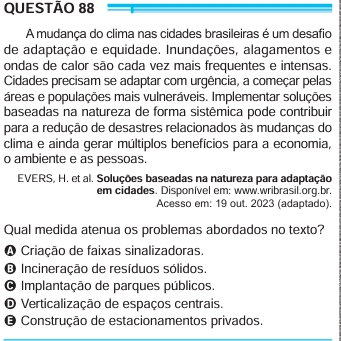 QUESTÃO 88
A mudança do clima nas cidades brasileiras é um desafio
de adaptação e equidade. Inundações, alagamentos e
ondas de calor são cada vez mais frequentes e intensas.
Cidades precisam se adaptar com urgência, a começar pelas
áreas e populações mais vulneráveis. Implementar soluções
baseadas na natureza de forma sistêmica pode contribuir
para a redução de desastres relacionados às mudanças do
clima e ainda gerar múltiplos benefícios para a economia,
o ambiente e as pessoas.
EVERS, H. et al. Soluções baseadas na natureza para adaptação
em cidades. Disponível em: www.wribrasil.org.br.
Acesso em: 19 out. 2023 (adaptado).
Qual medida atenua os problemas abordados no texto?
A Criação de faixas sinalizadoras.
B Incineração de resíduos sólidos.
C Implantação de parques públicos.
D Verticalização de espaços centrais.
E Construção de estacionamentos privados.